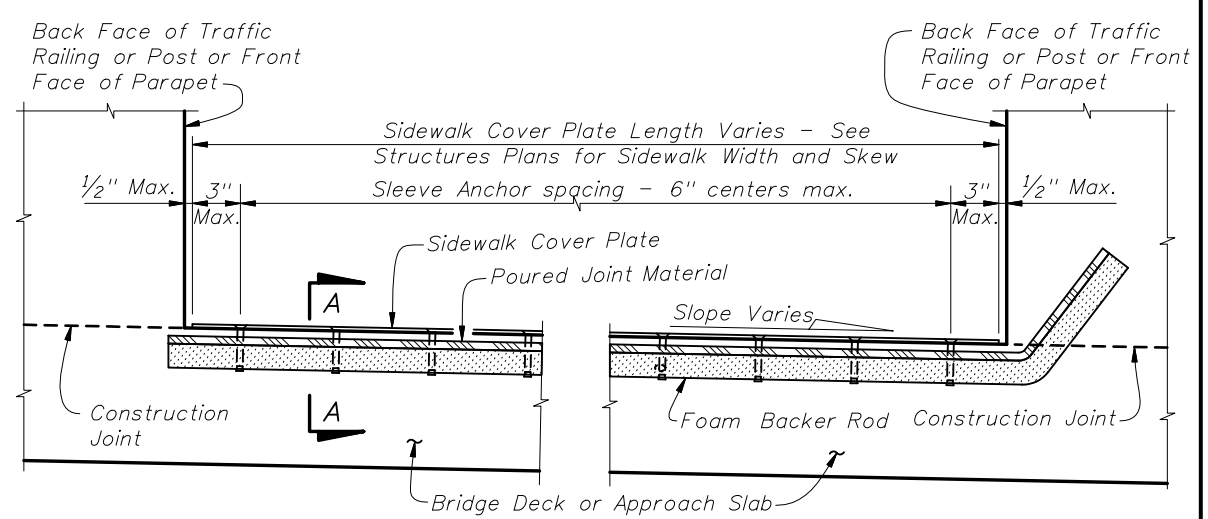 Back Face of Traffic
Railing or Post or Front
Face of Parapet
Back Face of Traffic
Railing or Post or Front
Face of Parapet
Sidewalk Cover Plate Length Varies - See
Structures Plans for Sidewalk Width and Skew
½" Max.
3"
Max.
Sleeve Anchor spacing - 6" centers max.
3"
Max.
½" Max.
Sidewalk Cover Plate
Poured Joint Material
A
Slope Varies
Construction
Joint
A
Foam Backer Rod
Construction Joint
Bridge Deck or Approach Slab